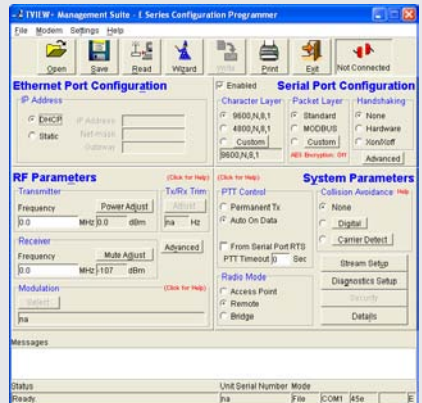 TVIEW+ Management Suite - E Series Configuration Programmer
File Modem Settings Help
Open Save Read Wizard Write Print Exit Not Connected
Ethernet Port Configuration
IP Address
DHCP
Static
IP Address
Netmask
Gateway
Enabled
Serial Port Configuration
Character Layer
9600,N,8,1
4800,N,8,1
Custom
9600,N,8,1
Packet Layer
Standard
MODBUS
Custom
AES Encryption: Off
Handshaking
None
Hardware
Xon/Xoff
Advanced
RF Parameters
(Click for Help)
Transmitter
Frequency
Power Adjust
0.0 MHz 0.0 dBm
Tx/Rx Trim
Adjust
na Hz
Receiver
Frequency
Mute Adjust
0.0 MHz -107 dBm
Advanced
Modulation
(Click for Help)
Select
na
(Click for Help)
System Parameters
PTT Control
Permanent Tx
Auto On Data
From Serial Port RTS
PTT Timeout 0 Sec
Collision Avoidance Help
None
Digital
Carrier Detect
Radio Mode
Access Point
Remote
Bridge
Stream Setup
Diagnostics Setup
Security
Details
Messages
Status
Unit Serial Number
Mode
Ready.
na
File
COM1
45e
E